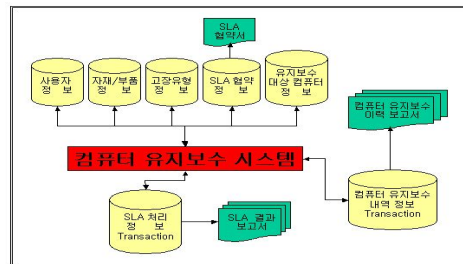 SLA
협약서
사용자
정 보
자재/부품
정 보
고장유형
정 보
SLA 협약
정 보
유지보수
대상 컴퓨터
정 보
컴퓨터 유지보수
이력 보고서
컴퓨터 유지보수 시스템
SLA 처리
정 보
Transaction
SLA 결과
보고서
컴퓨터 유지보수
내역 정보
Transaction